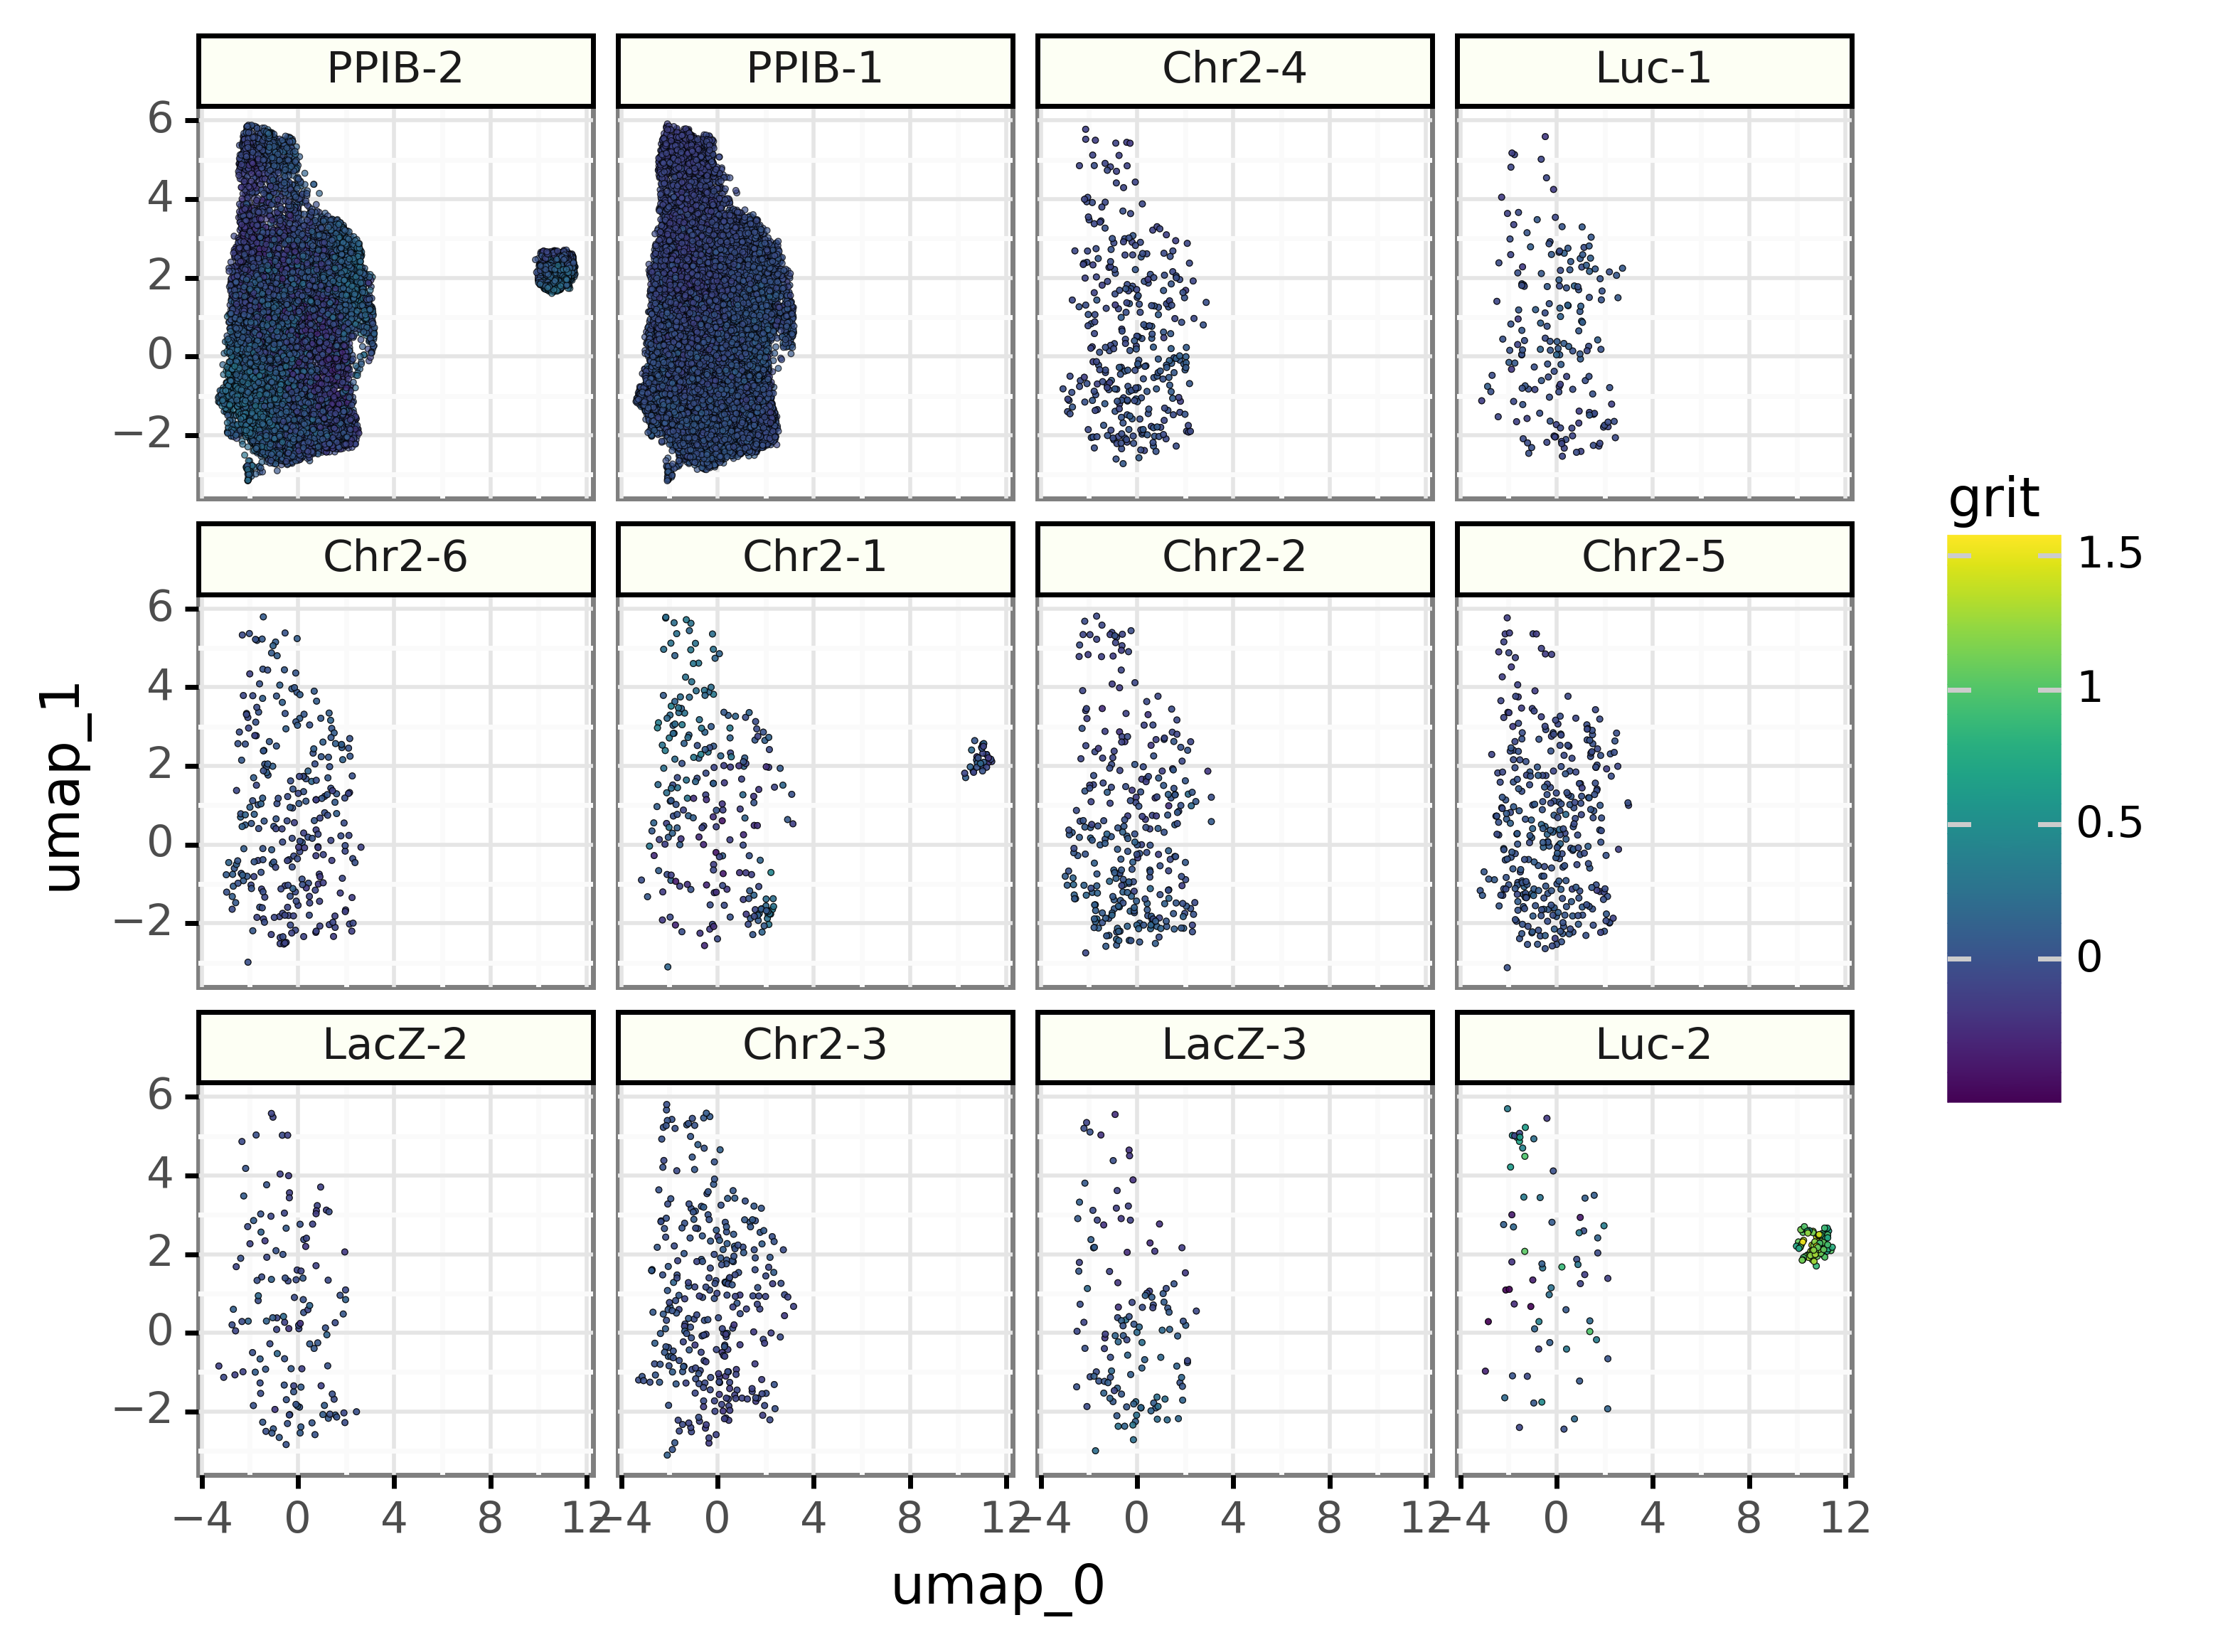 PPIB-2 PPIB-1 Chr2-4 Luc-1
6
4
2
0
−2
Chr2-6 Chr2-1 Chr2-2 Chr2-5
6
4
2
0
−2
LacZ-2 Chr2-3 LacZ-3 Luc-2
6
4
2
0
−2
−4 0 4 8 12 −4 0 4 8 12 −4 0 4 8 12 −4 0 4 8 12
umap_0
umap_1
grit
1.5
1
0.5
0